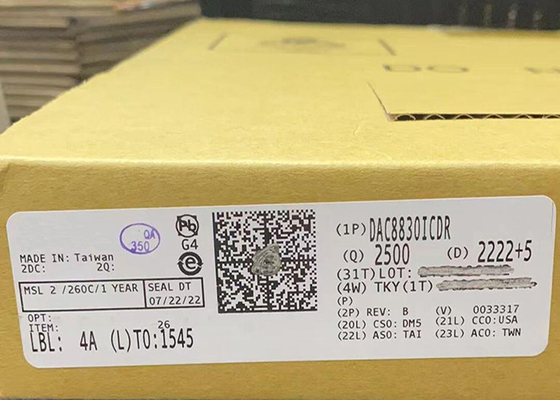 DO
QA
350
Pb
G4
e
MADE IN: Taiwan
2DC: 2Q:
MSL 2 /260C/1 YEAR
SEAL DT
07/22/22
OPT:
ITEM:
26
LBL: 4A (L)TO:1545
(1P) DAC8830ICDR
(Q) 2500 (D) 2222+5
(31T) LOT:
(4W) TKY(1T)
(P)
(2P) REV: B (V) 0033317
(20L) CSO: DM5 (21L) CCO:USA
(22L) ASO: TAI (23L) ACO: TWN